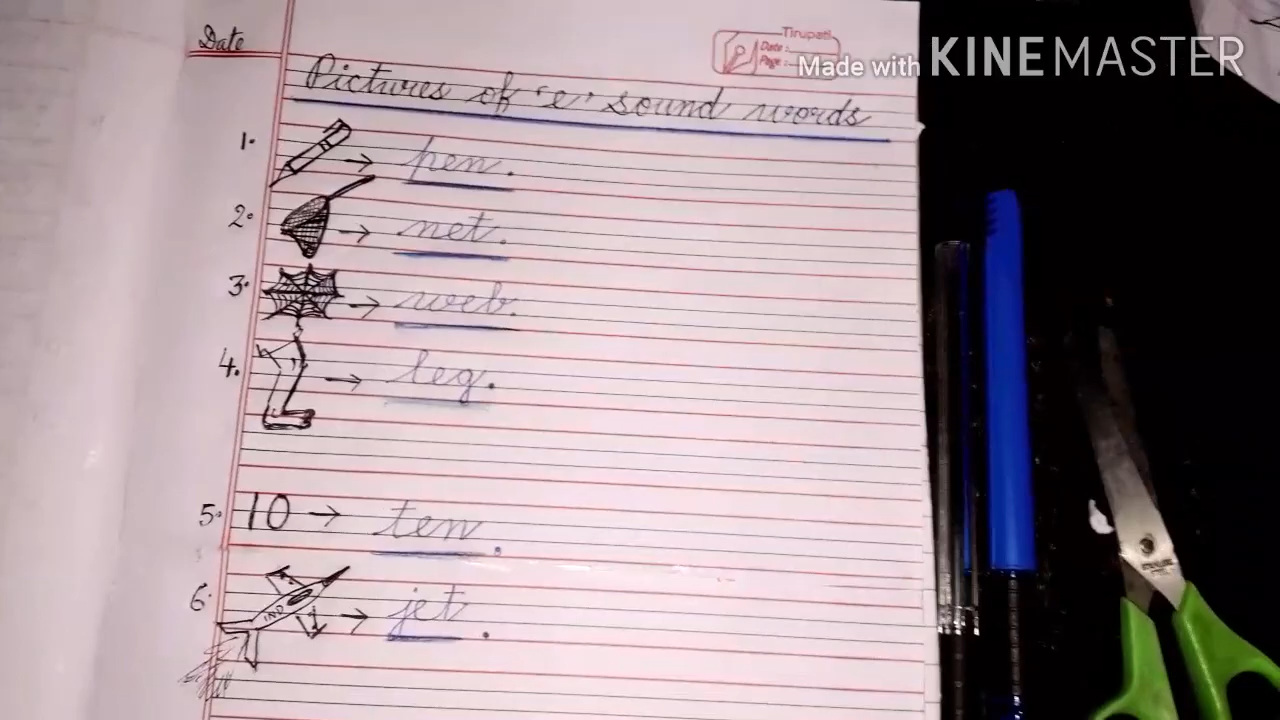 Date
Tirupati
Date :
Page :
Made with KINEMASTER
Pictures of 'e' sound words
1. → pen.
2. → net.
3. → web.
4. → leg.
5. 10 → ten.
6. IND → jet.